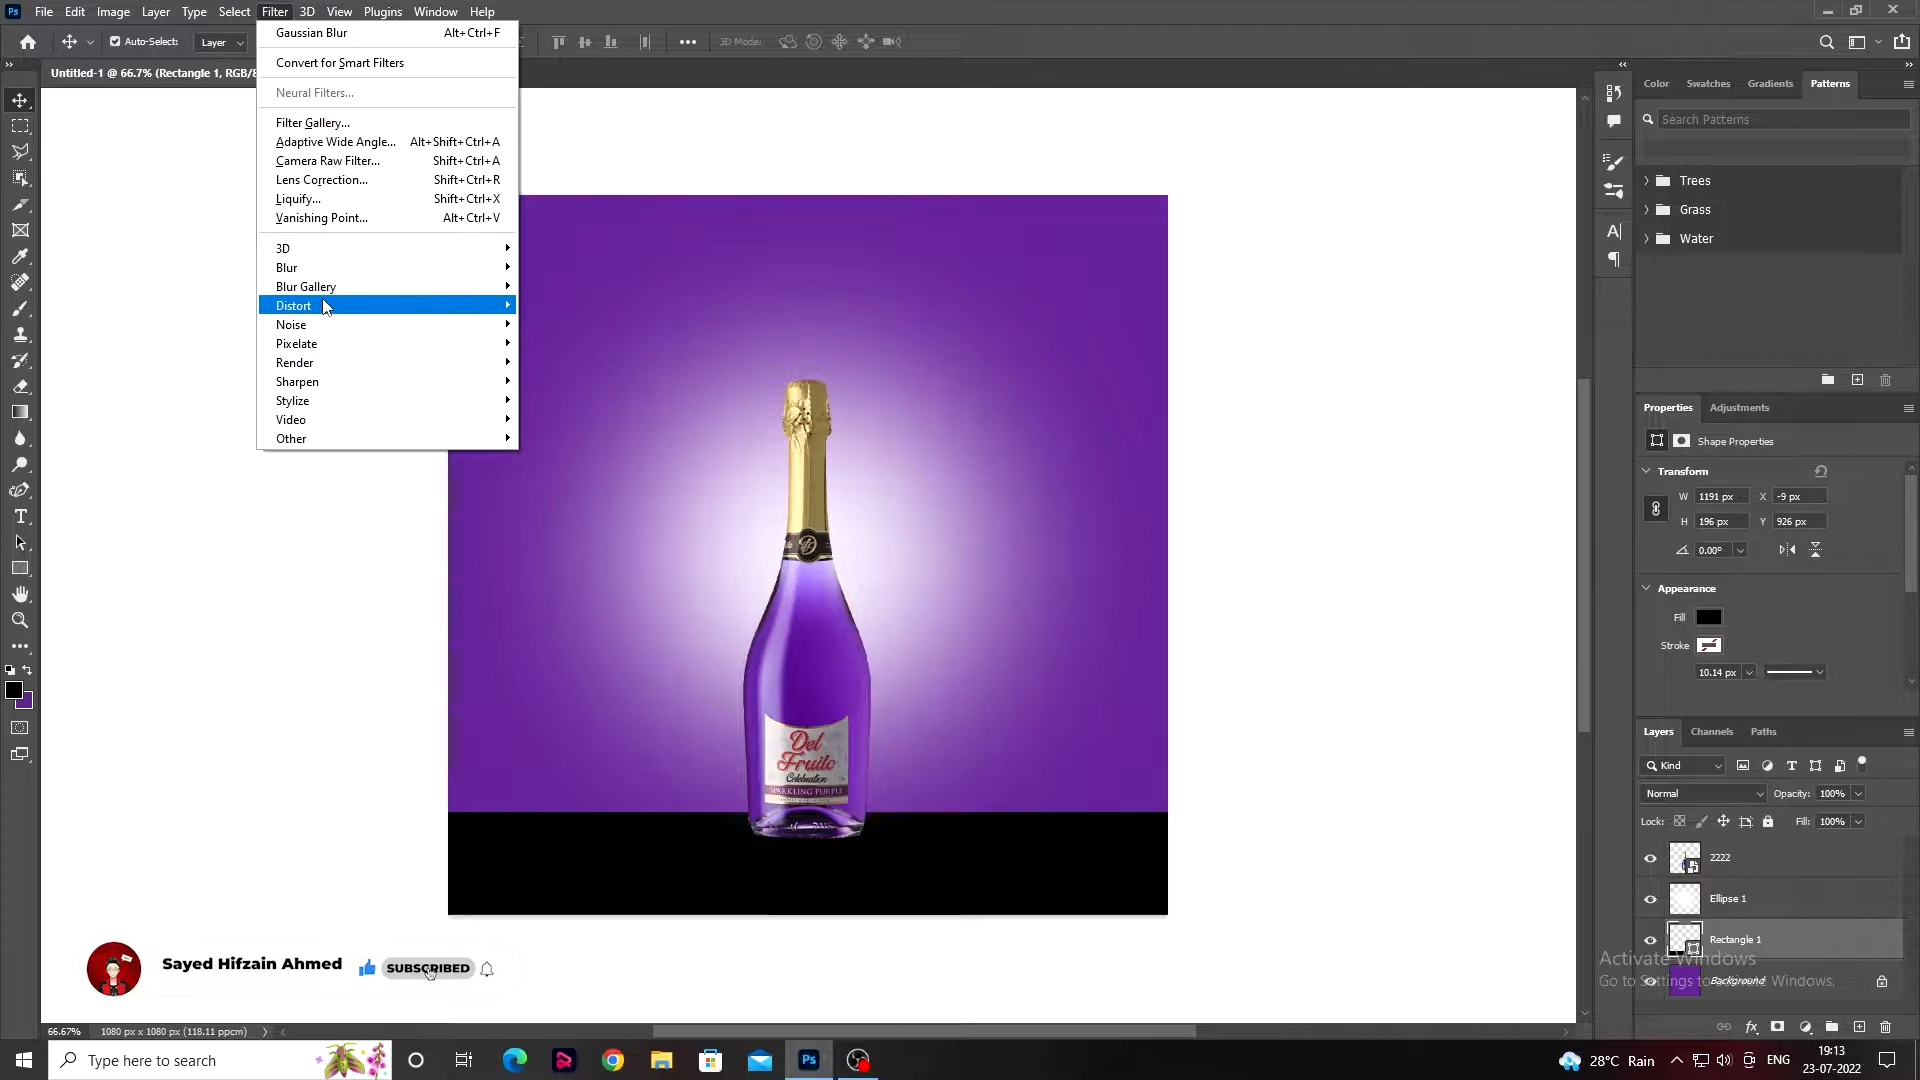 Ps File Edit Image Layer Type Select Filter 3D View Plugins Window Help
Auto-Select: Layer
3D Mode:
Untitled-1 @ 66.7% (Rectangle 1, RGB/8
Gaussian Blur Alt+Ctrl+F
Convert for Smart Filters
Neural Filters...
Filter Gallery...
Adaptive Wide Angle... Alt+Shift+Ctrl+A
Camera Raw Filter... Shift+Ctrl+A
Lens Correction... Shift+Ctrl+R
Liquify... Shift+Ctrl+X
Vanishing Point... Alt+Ctrl+V
3D
Blur
Blur Gallery
Distort
Noise
Pixelate
Render
Sharpen
Stylize
Video
Other
Del
Fruito
Celebration
SPARKLING PURPLE
Color Swatches Gradients Patterns
Search Patterns
Trees
Grass
Water
Properties Adjustments
Shape Properties
Transform
W 1191 px X -9 px
H 196 px Y 926 px
0.00°
Appearance
Fill
Stroke
10.14 px
Layers Channels Paths
Kind
Normal Opacity: 100%
Lock: Fill: 100%
2222
Ellipse 1
Rectangle 1
Background
Activate Windows
Go to Settings to activate Windows.
Sayed Hifzain Ahmed SUBSCRIBED
66.67% 1080 px x 1080 px (118.11 ppcm)
Type here to search
Ps
28°C Rain ENG
19:13
23-07-2022